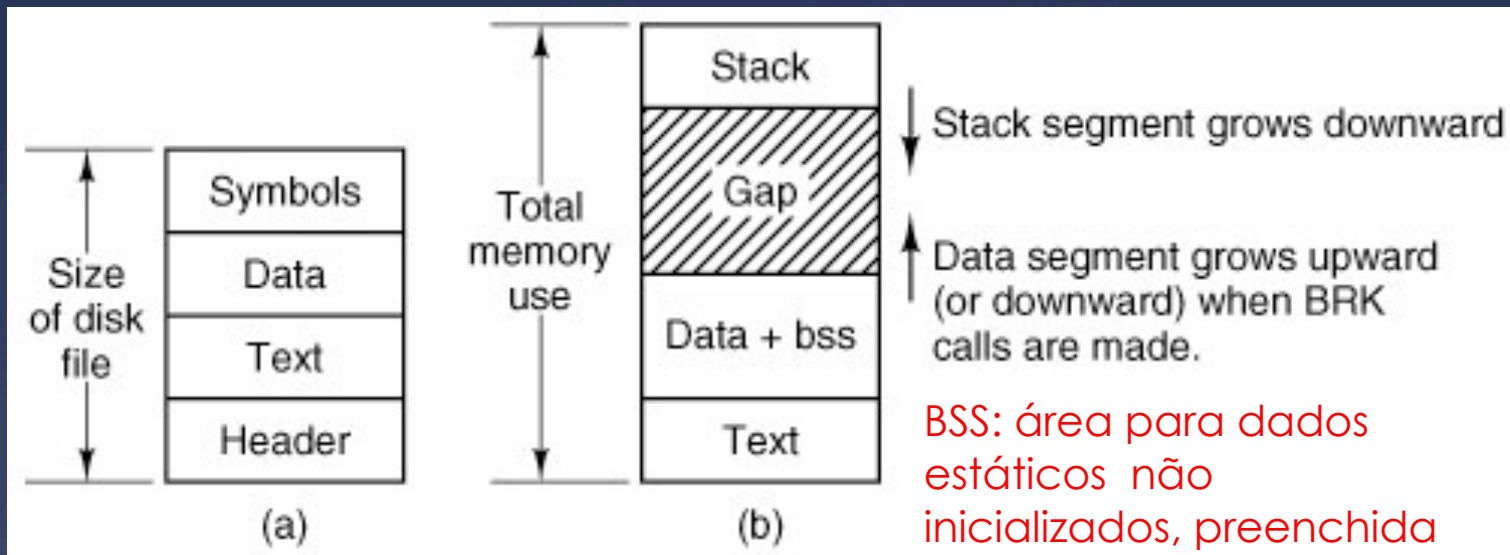 Size
of disk
file
Symbols
Data
Text
Header
(a)
Total
memory
use
Stack
Gap
Data + bss
Text
(b)
Stack segment grows downward
Data segment grows upward
(or downward) when BRK
calls are made.
BSS: área para dados
estáticos não
inicializados, preenchida